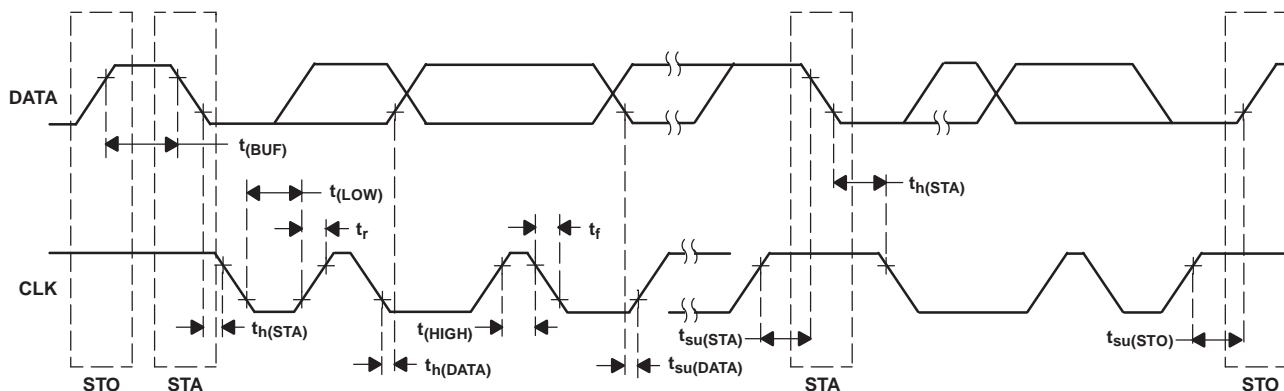 DATA
t(BUF)
t(LOW)
th(STA)
tr
tf
CLK
th(STA)
t(HIGH)
tsu(STA)
tsu(STO)
th(DATA)
tsu(DATA)
STO
STA
STA
STO